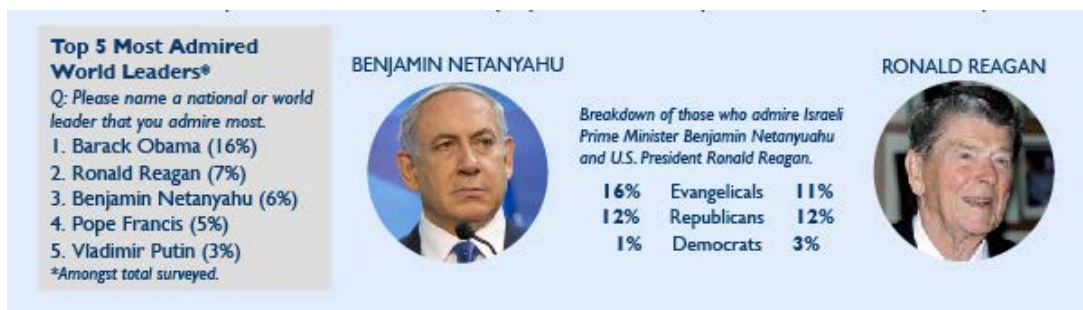 Top 5 Most Admired
World Leaders*
Q: Please name a national or world
leader that you admire most.
1. Barack Obama (16%)
2. Ronald Reagan (7%)
3. Benjamin Netanyahu (6%)
4. Pope Francis (5%)
5. Vladimir Putin (3%)
*Amongst total surveyed.
BENJAMIN NETANYAHU
Breakdown of those who admire Israeli
Prime Minister Benjamin Netanyuahu
and U.S. President Ronald Reagan.
16% Evangelicals 11%
12% Republicans 12%
1% Democrats 3%
RONALD REAGAN